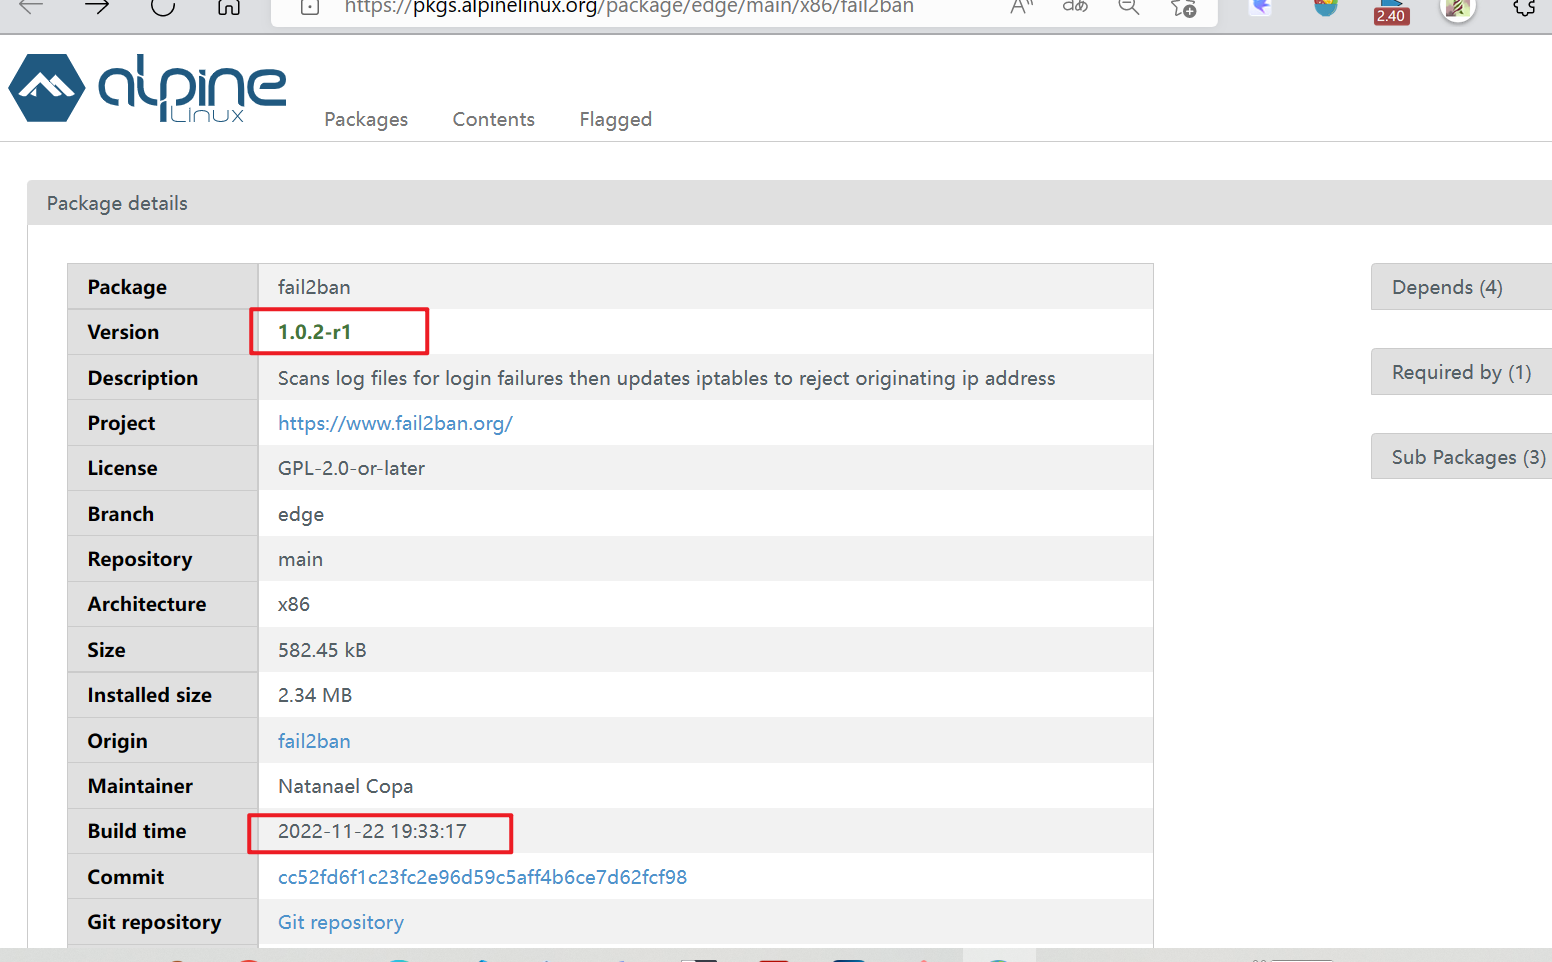 https://pkgs.alpinelinux.org/package/edge/main/x86/fail2ban
2.40
alpine
Linux
Packages Contents Flagged
Package details
Package fail2ban
Version 1.0.2-r1
Description Scans log files for login failures then updates iptables to reject originating ip address
Project https://www.fail2ban.org/
License GPL-2.0-or-later
Branch edge
Repository main
Architecture x86
Size 582.45 kB
Installed size 2.34 MB
Origin fail2ban
Maintainer Natanael Copa
Build time 2022-11-22 19:33:17
Commit cc52fd6f1c23fc2e96d59c5aff4b6ce7d62fcf98
Git repository Git repository
Depends (4)
Required by (1)
Sub Packages (3)